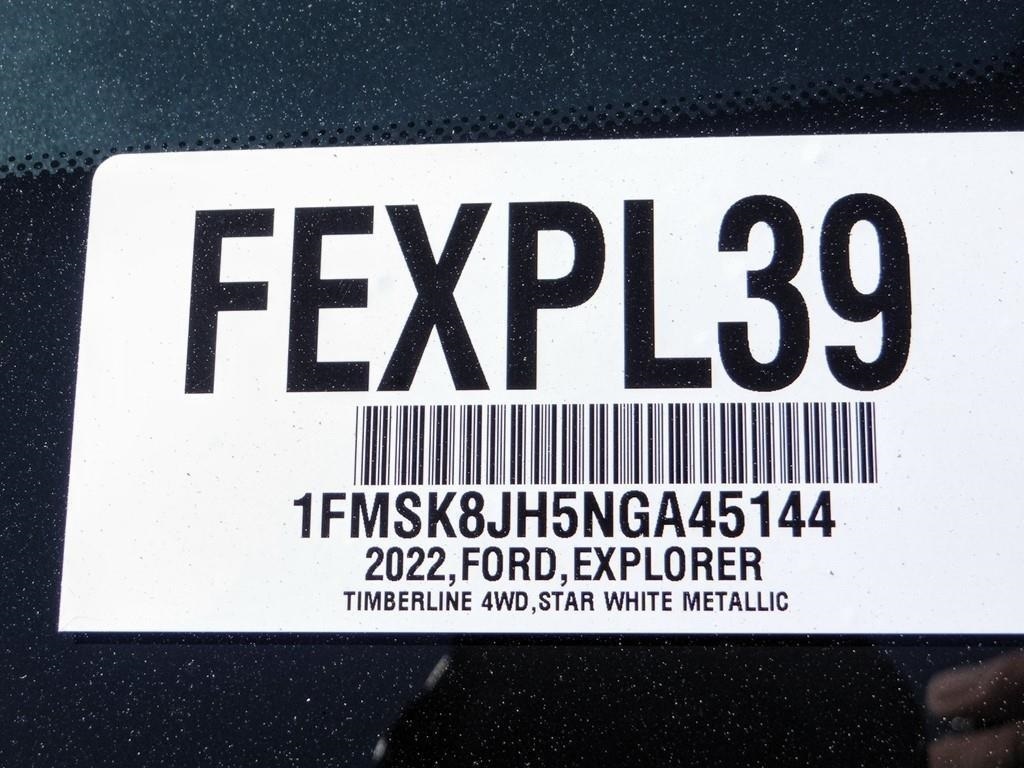 FEXPL39
1FMSK8JH5NGA45144
2022,FORD,EXPLORER
TIMBERLINE 4WD,STAR WHITE METALLIC